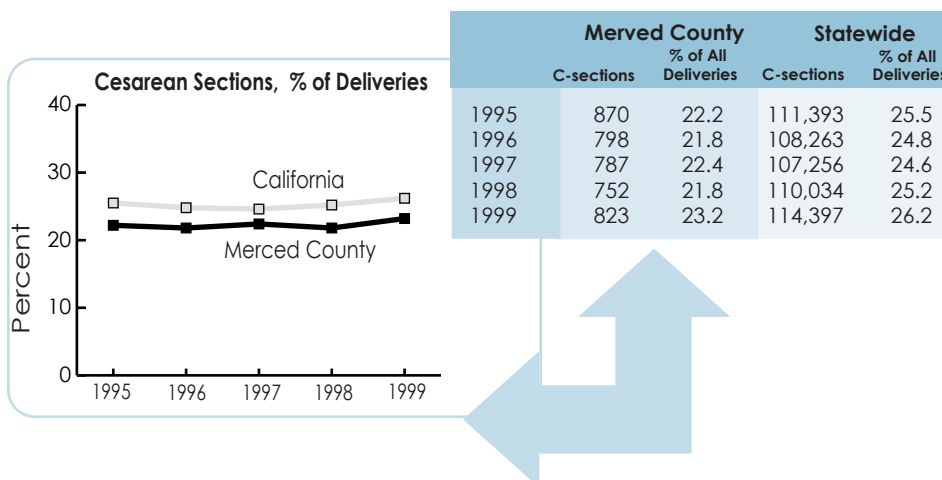 Cesarean Sections, % of Deliveries
Percent
40
30
20
10
0
California
Merced County
1995 1996 1997 1998 1999
Merved County Statewide
% of All % of All
C-sections Deliveries C-sections Deliveries
1995 870 22.2 111,393 25.5
1996 798 21.8 108,263 24.8
1997 787 22.4 107,256 24.6
1998 752 21.8 110,034 25.2
1999 823 23.2 114,397 26.2